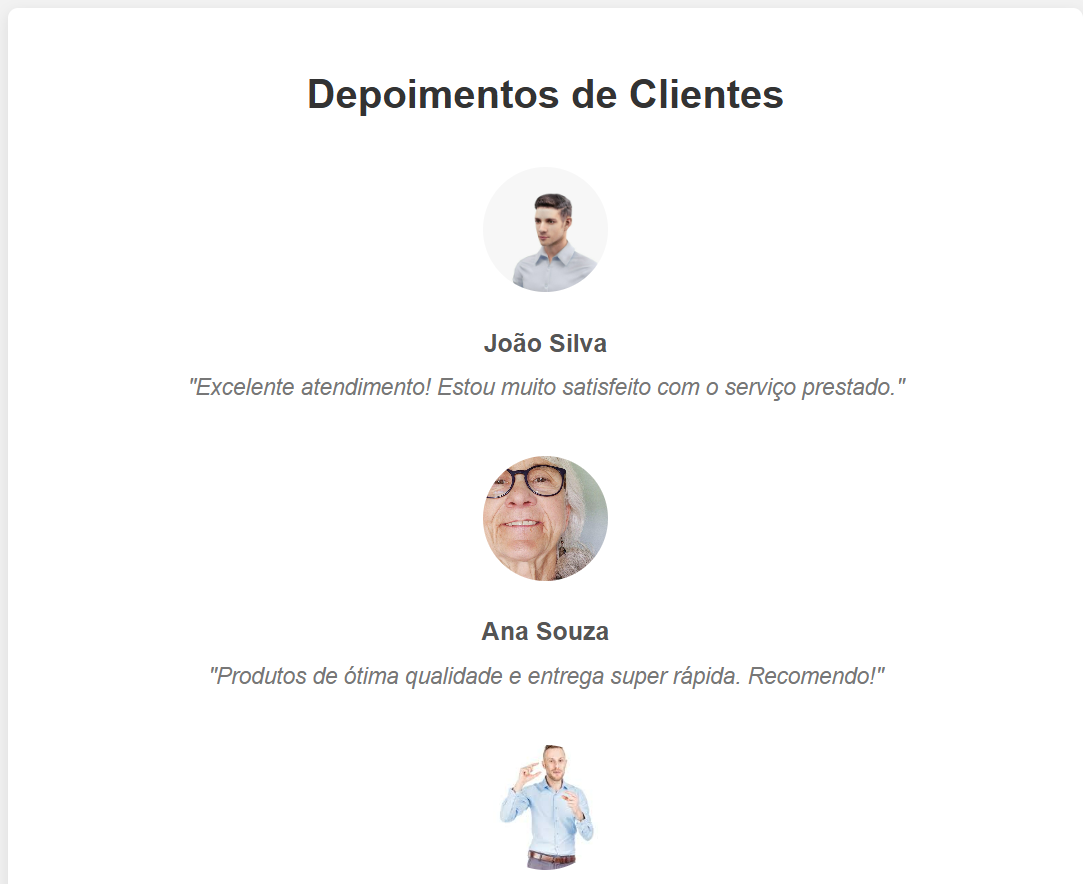 Depoimentos de Clientes
João Silva
"Excelente atendimento! Estou muito satisfeito com o serviço prestado."
Ana Souza
"Produtos de ótima qualidade e entrega super rápida. Recomendo!"